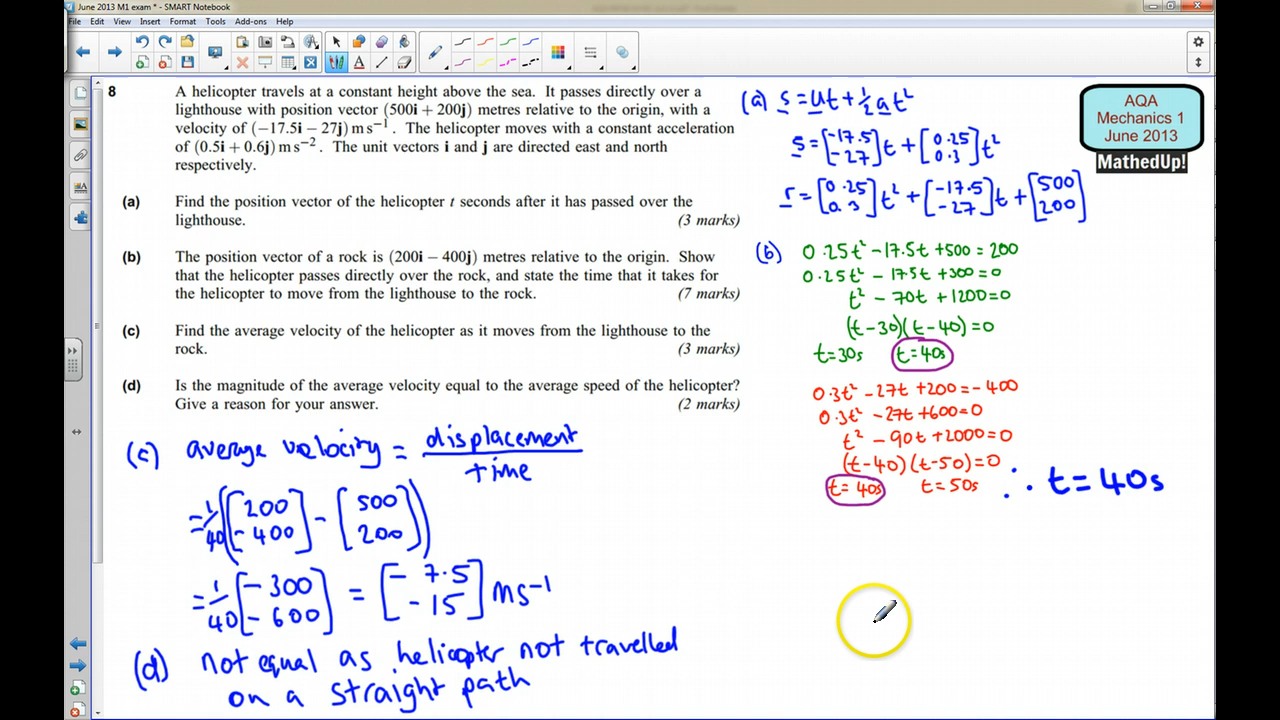 June 2013 M1 exam * - SMART Notebook
File Edit View Insert Format Tools Add-ons Help
8 A helicopter travels at a constant height above the sea. It passes directly over a
lighthouse with position vector (500i + 200j) metres relative to the origin, with a
velocity of (−17.5i − 27j) m s⁻¹. The helicopter moves with a constant acceleration
of (0.5i + 0.6j) m s⁻². The unit vectors i and j are directed east and north
respectively.
(a) Find the position vector of the helicopter t seconds after it has passed over the
lighthouse. (3 marks)
(b) The position vector of a rock is (200i − 400j) metres relative to the origin. Show
that the helicopter passes directly over the rock, and state the time that it takes for
the helicopter to move from the lighthouse to the rock. (7 marks)
(c) Find the average velocity of the helicopter as it moves from the lighthouse to the
rock. (3 marks)
(d) Is the magnitude of the average velocity equal to the average speed of the helicopter?
Give a reason for your answer. (2 marks)
(a) s = ut + ½at²
s = [−17.5 −27]t + [0.25 0.3]t²
r = [0.25 0.3]t² + [−17.5 −27]t + [500 200]
AQA
Mechanics 1
June 2013
MathedUp!
(b) 0.25t² − 17.5t + 500 = 200
0.25t² − 17.5t + 300 = 0
t² − 70t + 1200 = 0
(t−30)(t−40) = 0
t = 30s t = 40s
0.3t² − 27t + 200 = −400
0.3t² − 27t + 600 = 0
t² − 90t + 2000 = 0
(t−40)(t−50) = 0
t = 40s t = 50s ∴ t = 40s
(c) average velocity = displacement
time
= 1/40([200 −400] − [500 200])
= 1/40[−300 −600] = [−7.5 −15] ms⁻¹
(d) not equal as helicopter not travelled
on a straight path